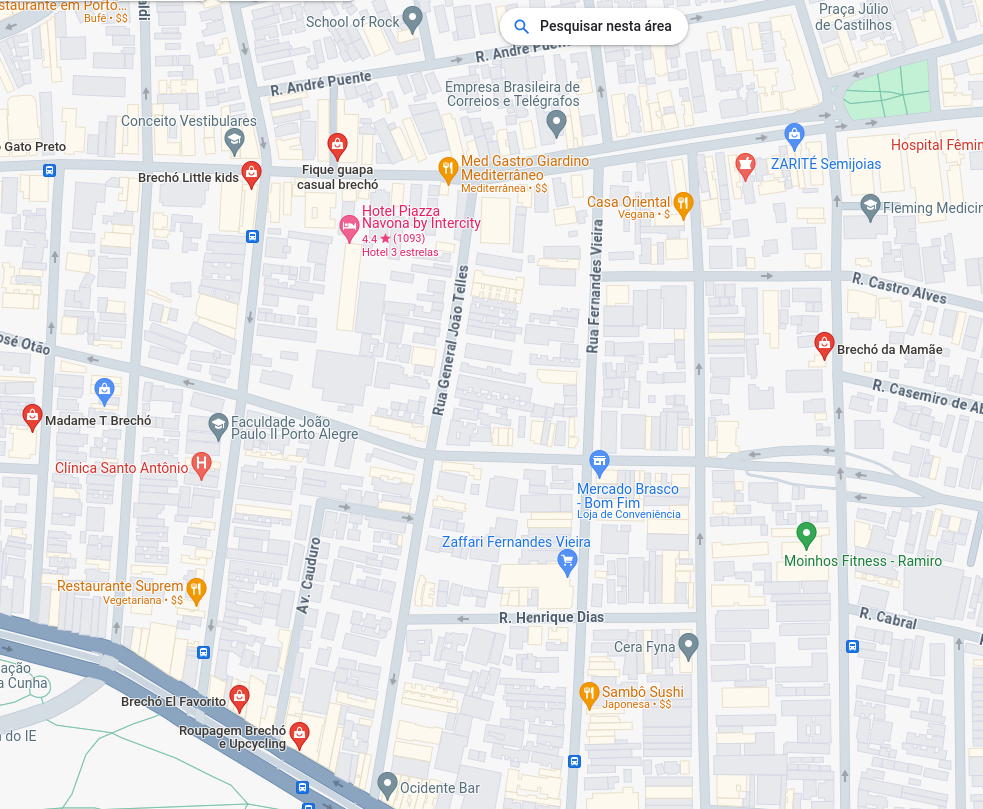 staurante em Porto...
Bufê • $$
School of Rock
Pesquisar nesta área
Praça Júlio
de Castilhos
R. André Puente
R. André Puente
Empresa Brasileira de
Correios e Telégrafos
Conceito Vestibulares
Gato Preto
Brechó Little kids
Fique guapa
casual brechó
Med Gastro Giardino
Mediterrâneo
Mediterrânea • $$
ZARITÉ Semijoias
Hospital Fêmin
Hotel Piazza
Navona by Intercity
4.4 ★ (1093)
Hotel 3 estrelas
Casa Oriental
Vegana • $
Fleming Medicin
Rua General João Telles
Rua Fernandes Vieira
R. Castro Alves
osé Otão
Brechó da Mamãe
R. Casemiro de Ab
Madame T Brechó
Faculdade João
Paulo II Porto Alegre
Clínica Santo Antônio
Mercado Brasco
- Bom Fim
Loja de Conveniência
Zaffari Fernandes Vieira
Moinhos Fitness - Ramiro
Av. Cauduro
Restaurante Suprem
Vegetariana • $$
R. Henrique Dias
R. Cabral
Cera Fyna
ação
a Cunha
Brechó El Favorito
Sambô Sushi
Japonesa • $$
Roupagem Brechó
e Upcycling
do IE
Ocidente Bar